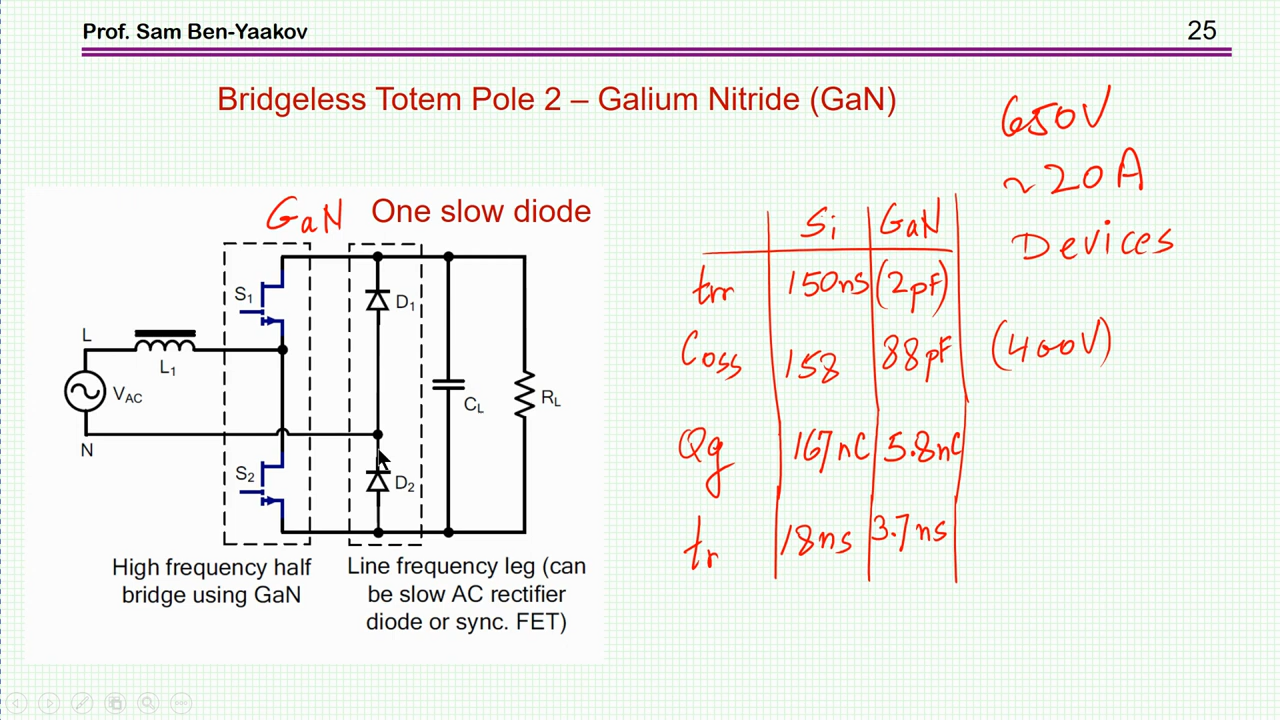 Prof. Sam Ben-Yaakov
25
Bridgeless Totem Pole 2 – Galium Nitride (GaN)
650V
~20A
Devices
GaN One slow diode
S1
D1
L
L1
VAC
CL
RL
N
S2
D2
High frequency half
bridge using GaN
Line frequency leg (can
be slow AC rectifier
diode or sync. FET)
Si GaN
trr 150ns (2pF)
Coss 158 88pF (400V)
Qg 167nC 5.8nC
tr 18ns 3.7ns